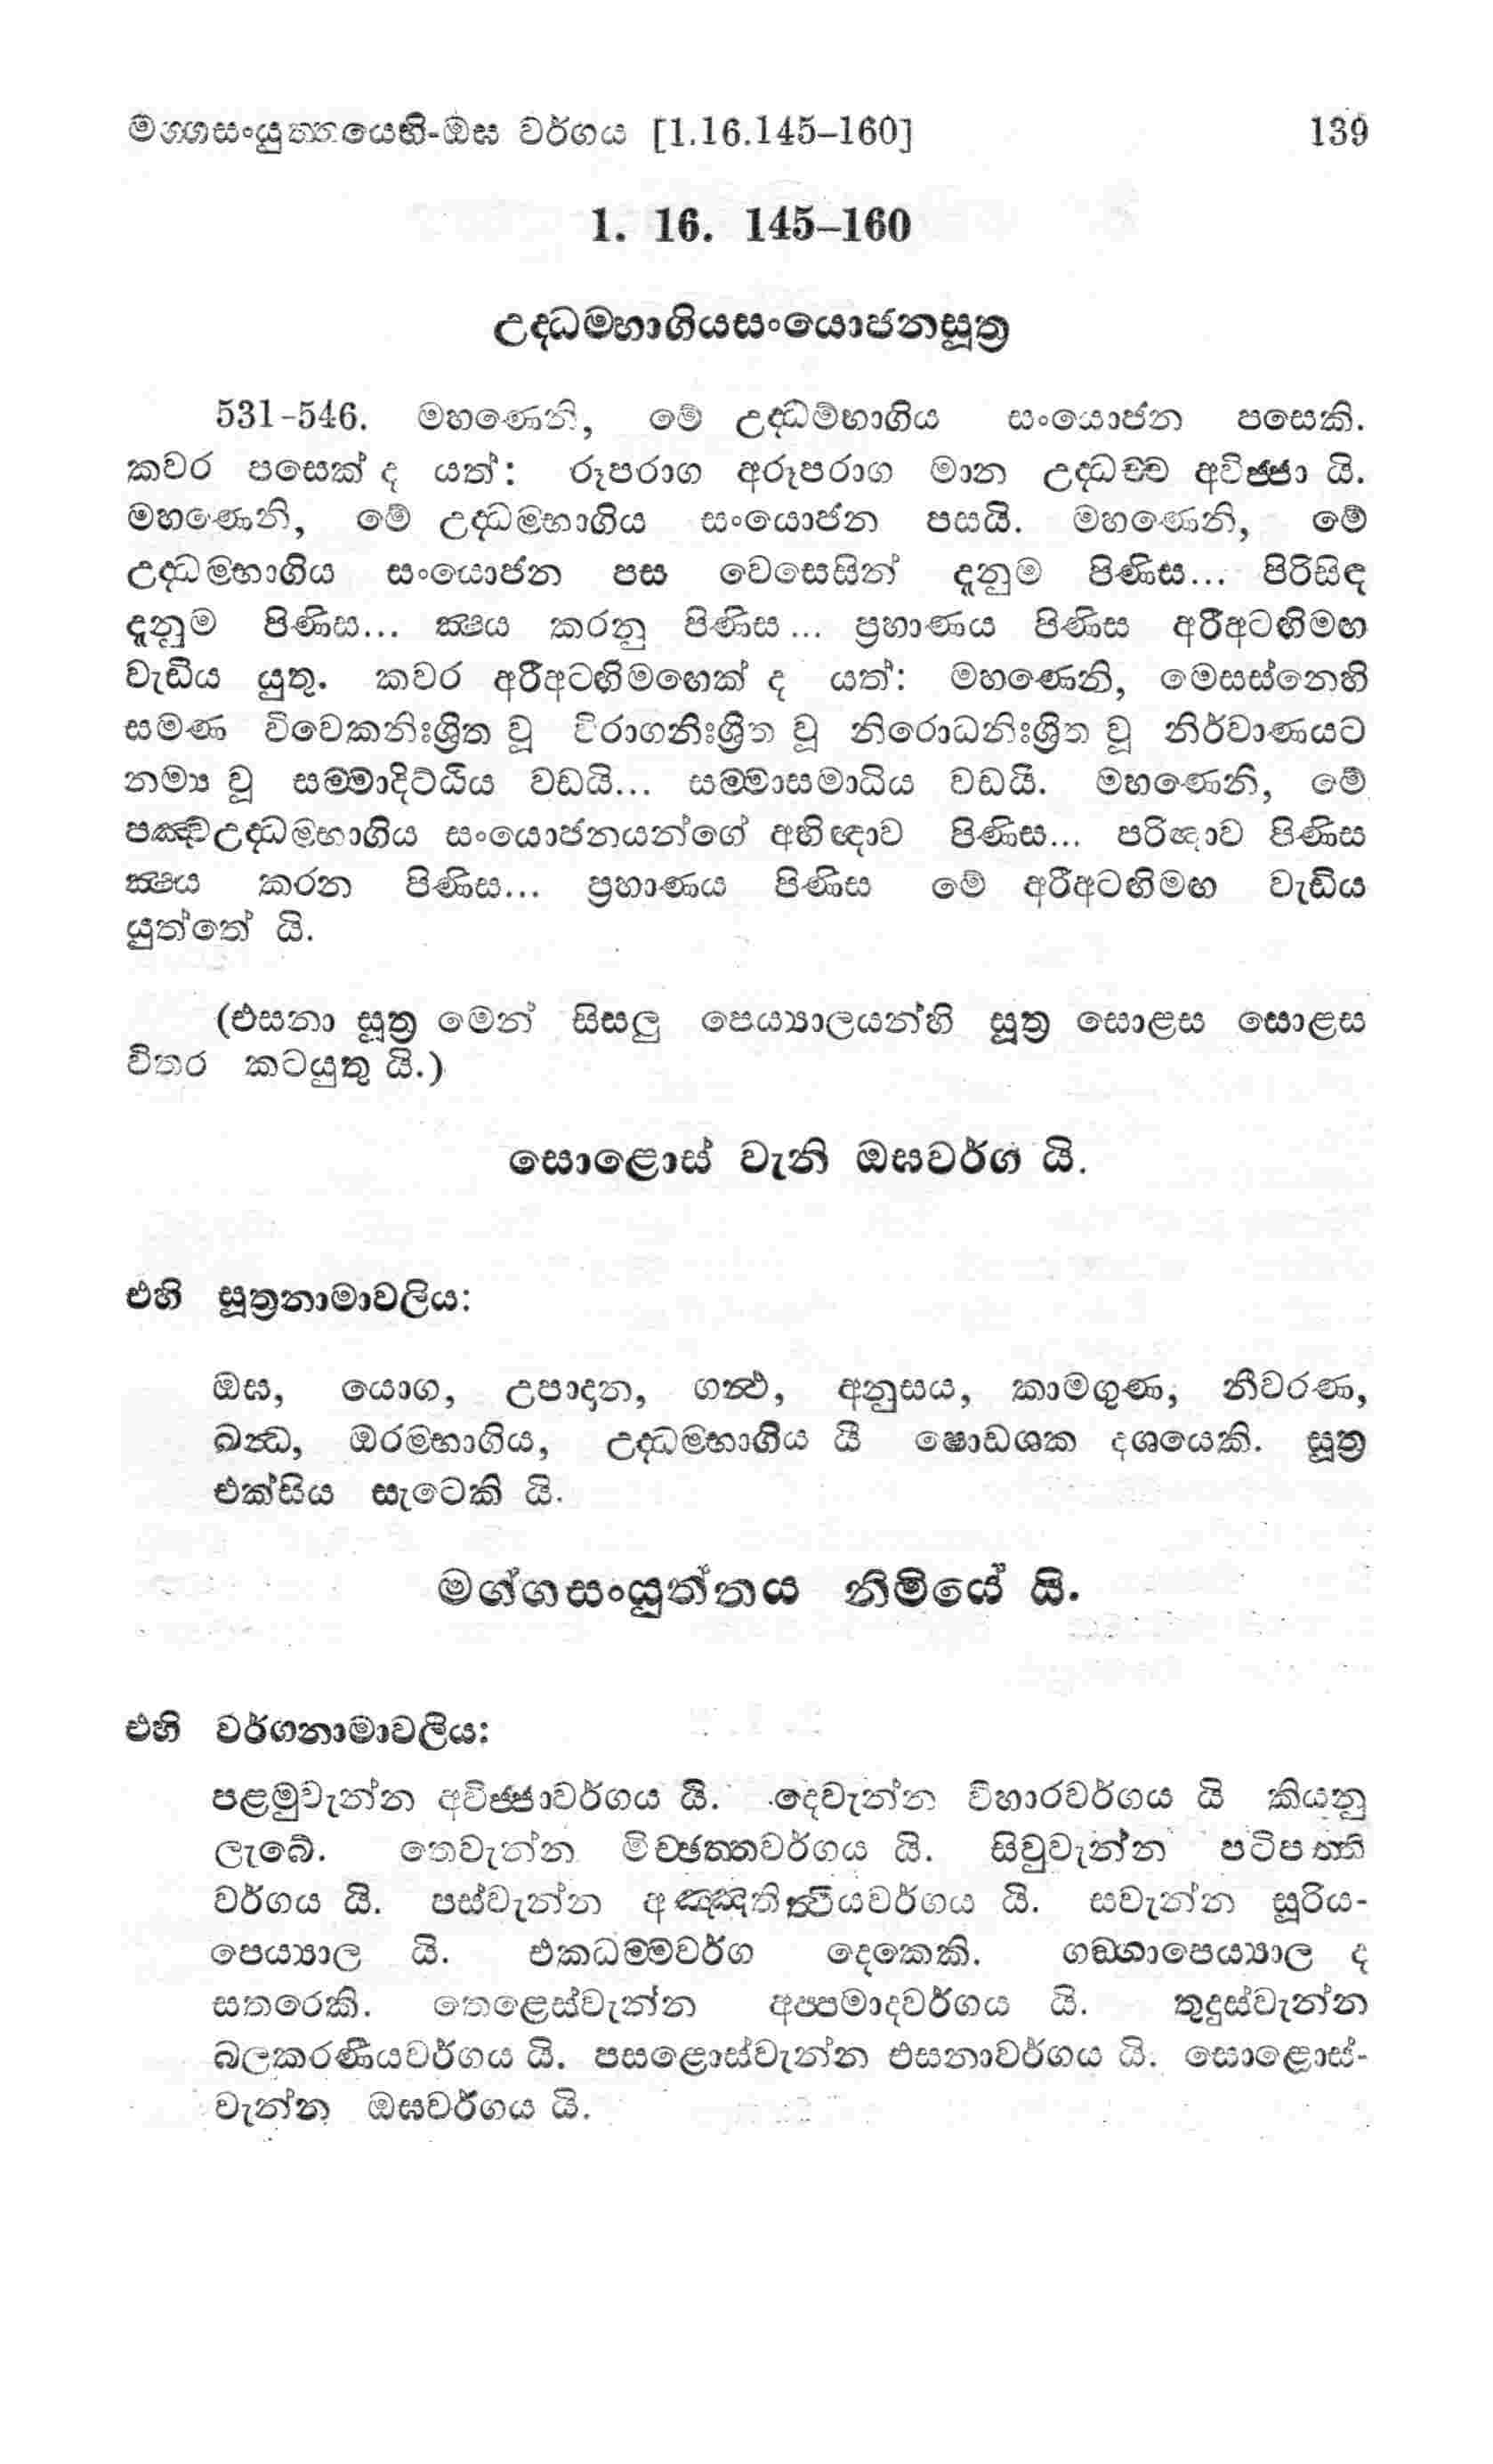 මග්ගසංයුත්තයෙහි-ඔඝ වර්ගය [1.16.145–160] 139
1. 16. 145–160
උද්ධම්භාගියසංයොජනසූත්‍ර
531-546. මහණෙනි, මේ උද්ධම්භාගිය සංයොජන පසෙකි.
කවර පසෙක් ද යත්: රූපරාග අරූපරාග මාන උද්ධච්ච අවිජ්ජා යි.
මහණෙනි, මේ උද්ධම්භාගිය සංයොජන පසයි. මහණෙනි, මේ
උද්ධම්භාගිය සංයොජන පස වෙසෙසින් දැනුම පිණිස... පිරිසිඳ
දැනුම පිණිස... ක්‍ෂය කරනු පිණිස... ප්‍රහාණය පිණිස අරීඅටඟිමඟ
වැඩිය යුතු. කවර අරීඅටඟිමඟෙක් ද යත්: මහණෙනි, මෙසස්නෙහි
සමණ විවෙකනිඃශ්‍රිත වූ විරාගනිඃශ්‍රිත වූ නිරොධනිඃශ්‍රිත වූ නිර්වාණයට
නම්‍ය වූ සම්මාදිට්ඨිය වඩයි... සම්මාසමාධිය වඩයි. මහණෙනි, මේ
පඤ්චඋද්ධම්භාගිය සංයොජනයන්ගේ අභිඥාව පිණිස... පරිඥාව පිණිස
ක්‍ෂය කරන පිණිස... ප්‍රහාණය පිණිස මේ අරීඅටඟිමඟ වැඩිය
යුත්තේ යි.
(එසනා සූත්‍ර මෙන් සිසලු පෙය්‍යාලයන්හි සූත්‍ර සොළස සොළස
විතර කටයුතු යි.)
සොළොස් වැනි ඔඝවර්ග යි.
එහි සූත්‍රනාමාවලිය:
ඔඝ, යොග, උපාදාන, ගන්ථ, අනුසය, කාමගුණ, නීවරණ,
ඛන්ධ, ඔරම්භාගිය, උද්ධම්භාගිය යි ෂොඩශක දශයෙකි. සූත්‍ර
එක්සිය සැටෙකි යි.
මග්ගසංයුත්තය නිමියේ යි.
එහි වර්ගනාමාවලිය:
පළමුවැන්න අවිජ්ජාවර්ගය යි. දෙවැන්න විහාරවර්ගය යි කියනු
ලැබේ. තෙවැන්න මිච්ඡත්තවර්ගය යි. සිවුවැන්න පටිපත්ති
වර්ගය යි. පස්වැන්න අඤ්ඤතිත්ථියවර්ගය යි. සවැන්න සූරිය-
පෙය්‍යාල යි. එකධම්මවර්ග දෙකෙකි. ගඞ්ගාපෙය්‍යාල ද
සතරෙකි. තෙළෙස්වැන්න අප්පමාදවර්ගය යි. තුදුස්වැන්න
බලකරණීයවර්ගය යි. පසළොස්වැන්න එසනාවර්ගය යි. සොළොස්-
වැන්න ඔඝවර්ගය යි.